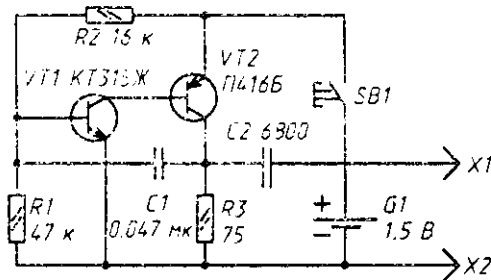 R2 16 к
VT1 КТ315Ж
VT2
П416Б
SB1
C2 6800
X1
R1
47 к
C1
0.047 мк
R3
75
+
–
G1
1.5 В
X2